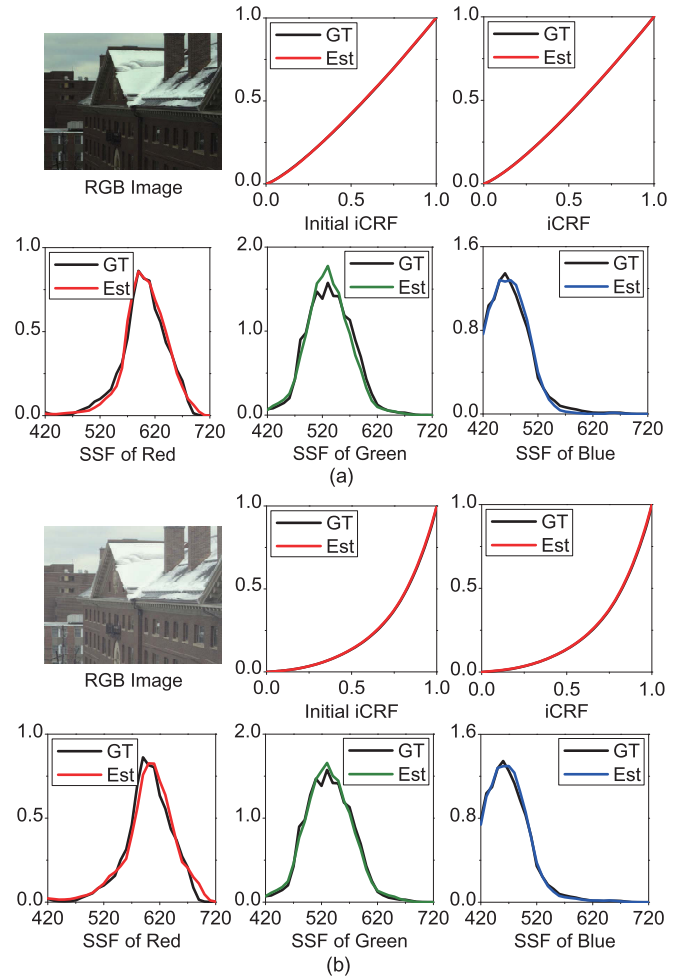 1.0
GT
Est
0.5
0.0
0.0 0.5 1.0
Initial iCRF
1.0
GT
Est
0.5
0.0
0.0 0.5 1.0
iCRF
RGB Image
1.0
GT
Est
0.5
0.0
420 520 620 720
SSF of Red
2.0
GT
Est
1.0
0.0
420 520 620 720
SSF of Green
1.6
GT
Est
0.8
0.0
420 520 620 720
SSF of Blue
(a)
1.0
GT
Est
0.5
0.0
0.0 0.5 1.0
Initial iCRF
1.0
GT
Est
0.5
0.0
0.0 0.5 1.0
iCRF
RGB Image
1.0
GT
Est
0.5
0.0
420 520 620 720
SSF of Red
2.0
GT
Est
1.0
0.0
420 520 620 720
SSF of Green
1.6
GT
Est
0.8
0.0
420 520 620 720
SSF of Blue
(b)